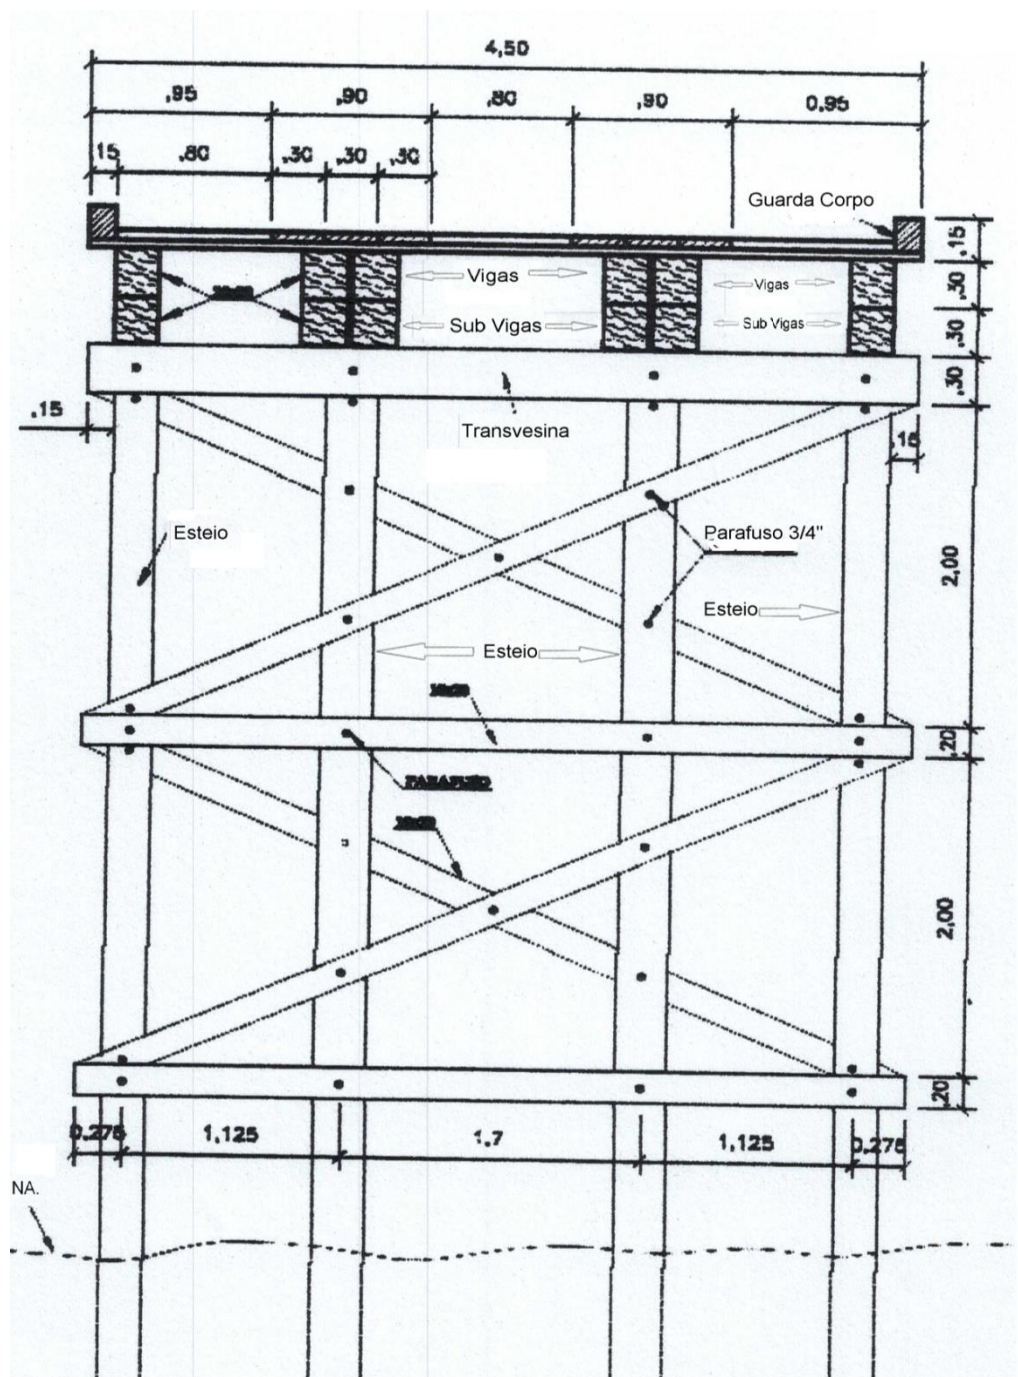 4,50
,95 ,90 ,80 ,90 0,95
15 ,80 ,30 ,30 ,30
Guarda Corpo
,15
Vigas
Vigas
,30
Sub Vigas
Sub Vigas
,30
,30
,15
Transvesina
,15
Esteio
Parafuso 3/4"
2,00
Esteio
Esteio
,20
PARAFUSO
2,00
,20
0,275 1,125 1,7 1,125 0,275
NA.